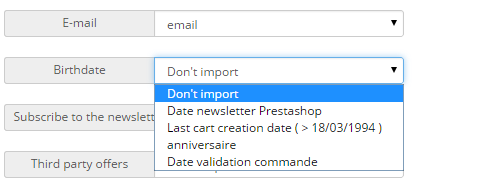 E-mail
email
Birthdate
Don't import
Don't import
Date newsletter Prestashop
Subscribe to the newslett
Last cart creation date ( > 18/03/1994 )
anniversaire
Third party offers
Date validation commande